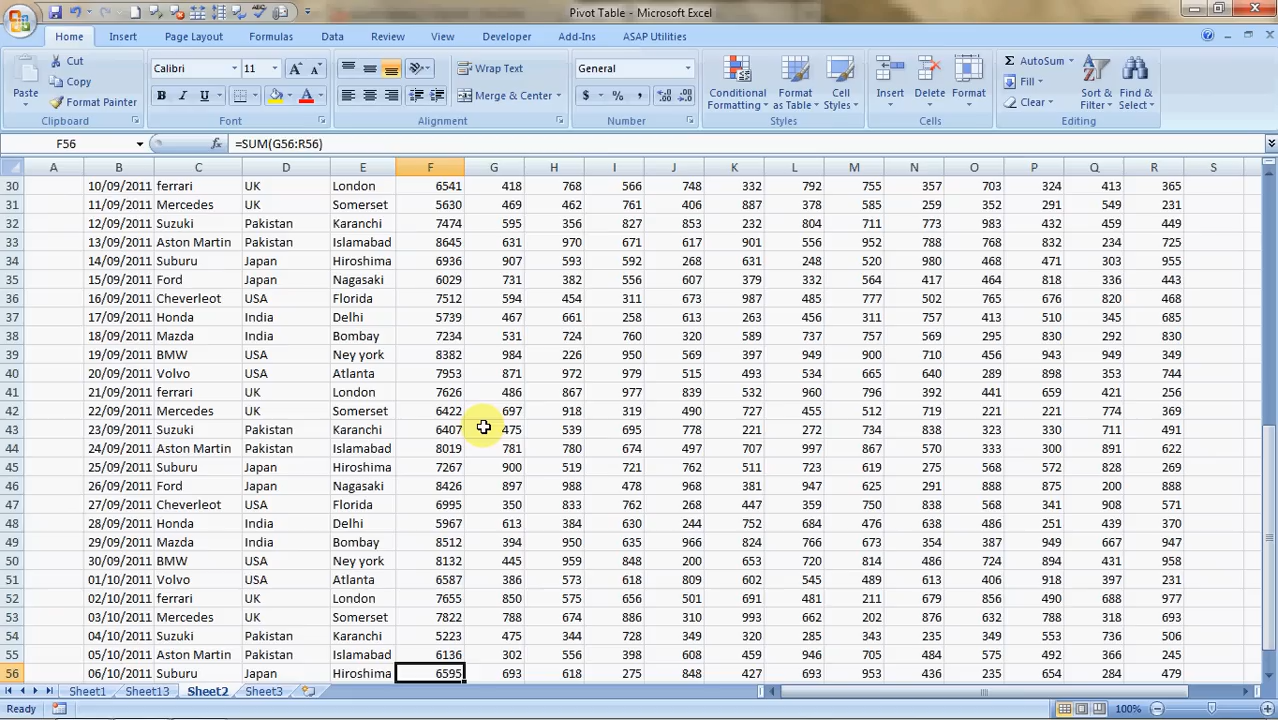 Pivot Table - Microsoft Excel
Home Insert Page Layout Formulas Data Review View Developer Add-Ins ASAP Utilities
Paste Cut Copy Format Painter Clipboard
Calibri 11 B I U Font
Wrap Text Merge & Center Alignment
General $ % , Number
Conditional Formatting Format as Table Cell Styles Styles
Insert Delete Format Cells
Σ AutoSum Fill Clear Sort & Filter Find & Select Editing
F56 fx =SUM(G56:R56)
A B C D E F G H I J K L M N O P Q R S
30 10/09/2011 ferrari UK London 6541 418 768 566 748 332 792 755 357 703 324 413 365
31 11/09/2011 Mercedes UK Somerset 5630 469 462 761 406 887 378 585 259 352 291 549 231
32 12/09/2011 Suzuki Pakistan Karanchi 7474 595 356 827 853 232 804 711 773 983 432 459 449
33 13/09/2011 Aston Martin Pakistan Islamabad 8645 631 970 671 617 901 556 952 788 768 832 234 725
34 14/09/2011 Suburu Japan Hiroshima 6936 907 593 592 268 631 248 520 980 468 471 303 955
35 15/09/2011 Ford Japan Nagasaki 6029 731 382 556 607 379 332 564 417 464 818 336 443
36 16/09/2011 Cheverleot USA Florida 7512 594 454 311 673 987 485 777 502 765 676 820 468
37 17/09/2011 Honda India Delhi 5739 467 661 258 613 263 456 311 757 413 510 345 685
38 18/09/2011 Mazda India Bombay 7234 531 724 760 320 589 737 357 769 295 830 292 830
39 19/09/2011 BMW USA Ney york 8382 984 226 950 569 397 949 900 710 456 943 949 349
40 20/09/2011 Volvo USA Atlanta 7953 871 972 979 515 493 534 665 640 289 898 353 744
41 21/09/2011 ferrari UK London 7626 486 867 977 839 532 960 796 392 441 659 421 256
42 22/09/2011 Mercedes UK Somerset 6422 697 918 319 490 727 455 512 719 221 221 774 369
43 23/09/2011 Suzuki Pakistan Karanchi 6407 475 539 695 778 221 272 734 838 323 330 711 491
44 24/09/2011 Aston Martin Pakistan Islamabad 8019 781 780 674 497 707 997 867 570 333 300 891 622
45 25/09/2011 Suburu Japan Hiroshima 7267 900 519 721 762 511 723 619 275 568 572 828 269
46 26/09/2011 Ford Japan Nagasaki 8426 897 988 478 968 381 947 625 291 888 875 200 888
47 27/09/2011 Cheverleot USA Florida 6995 350 833 762 268 447 359 750 838 568 341 908 571
48 28/09/2011 Honda India Delhi 5967 613 384 630 244 752 684 476 638 486 251 439 370
49 29/09/2011 Mazda India Bombay 8512 394 950 635 966 824 766 673 354 387 949 667 947
50 30/09/2011 BMW USA Ney york 8132 445 959 848 200 653 720 814 486 724 894 431 958
51 01/10/2011 Volvo USA Atlanta 6587 386 573 618 809 602 545 489 613 406 918 397 231
52 02/10/2011 ferrari UK London 7655 850 575 656 501 691 481 211 856 490 688 679 977
53 03/10/2011 Mercedes UK Somerset 7822 788 674 886 310 993 662 202 876 632 788 318 693
54 04/10/2011 Suzuki Pakistan Karanchi 5223 475 344 728 349 320 285 343 235 349 553 736 506
55 05/10/2011 Aston Martin Pakistan Islamabad 6136 302 556 398 608 459 946 705 484 575 492 366 245
56 06/10/2011 Suburu Japan Hiroshima 6595 693 618 275 848 427 693 953 436 235 654 284 479
Sheet1 Sheet13 Sheet2 Sheet3
Ready 100%